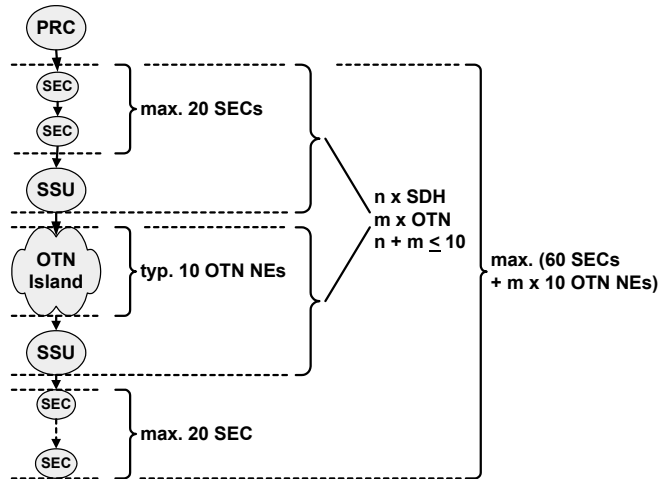 PRC
SEC
SEC
max. 20 SECs
SSU
n x SDH
m x OTN
n + m ≤ 10
OTN
Island
typ. 10 OTN NEs
max. (60 SECs
+ m x 10 OTN NEs)
SSU
SEC
max. 20 SEC
SEC